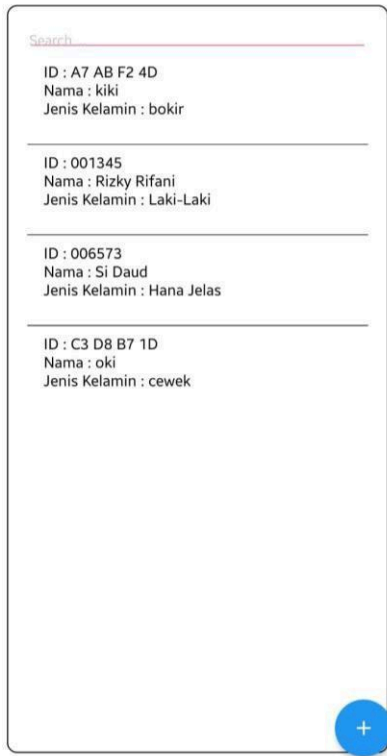 Search...
ID : A7 AB F2 4D
Nama : kiki
Jenis Kelamin : bokir
ID : 001345
Nama : Rizky Rifani
Jenis Kelamin : Laki-Laki
ID : 006573
Nama : Si Daud
Jenis Kelamin : Hana Jelas
ID : C3 D8 B7 1D
Nama : oki
Jenis Kelamin : cewek
+